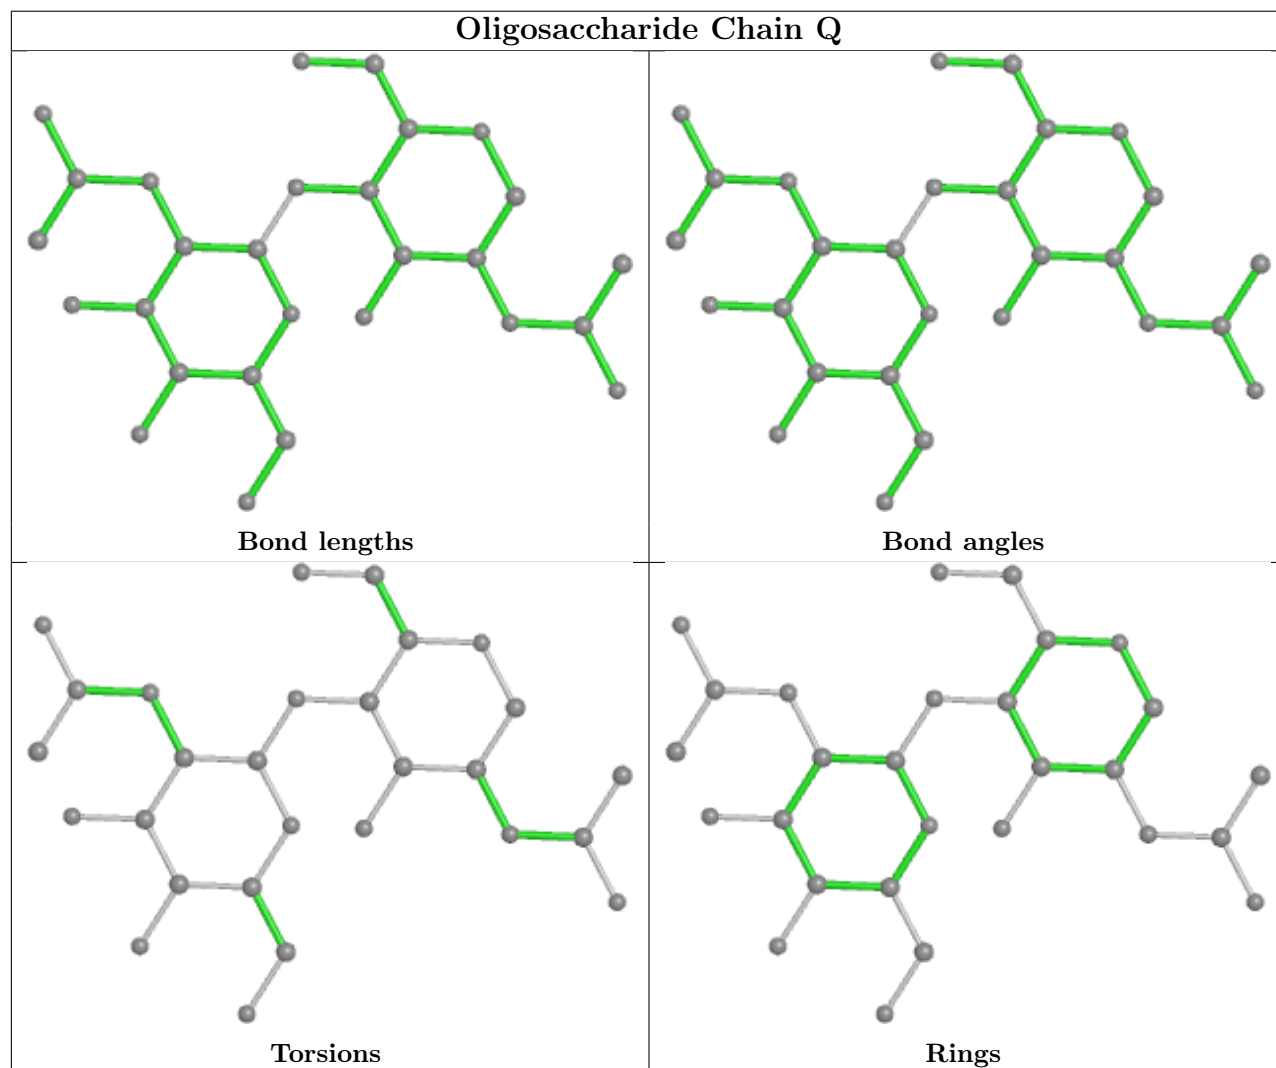 Oligosaccharide Chain Q
Bond lengths
Bond angles
Torsions
Rings